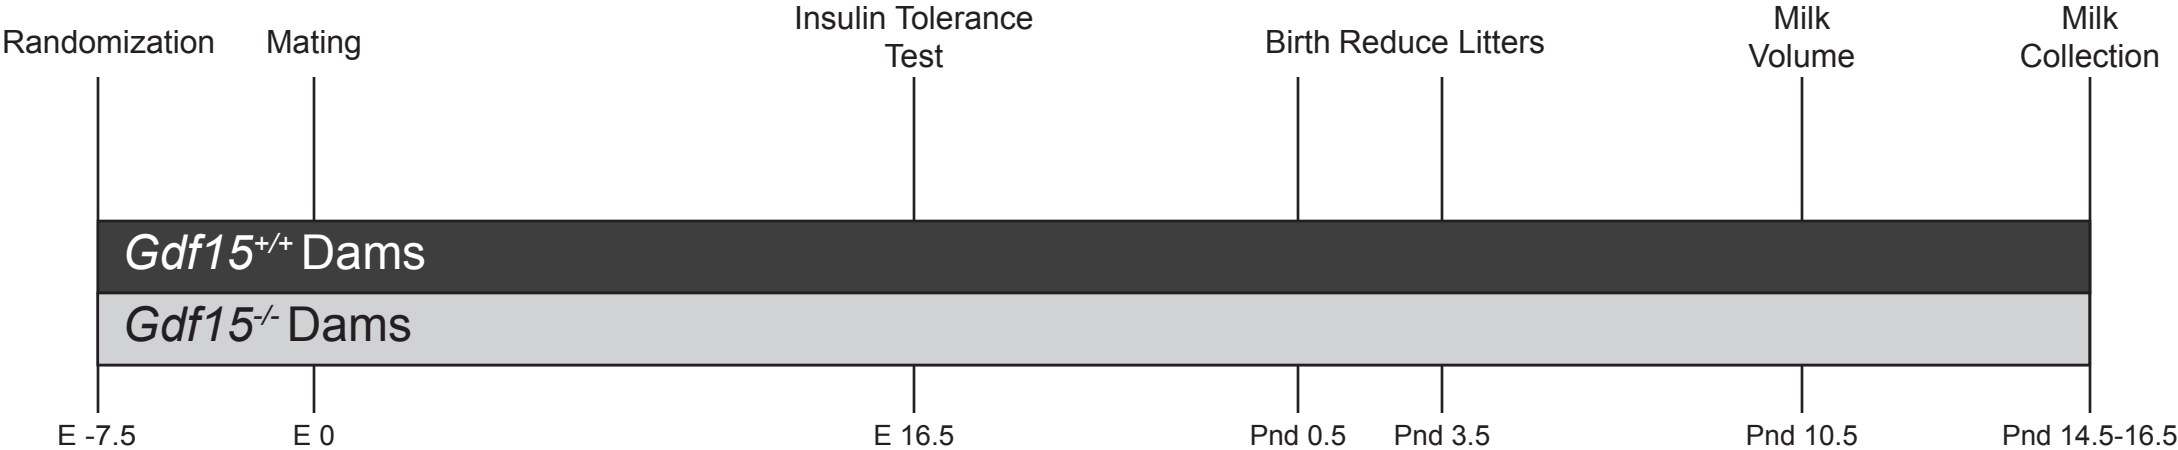 Randomization
Mating
Insulin Tolerance
Test
Birth Reduce Litters
Milk
Volume
Milk
Collection
Gdf15+/+ Dams
Gdf15-/- Dams
E -7.5
E 0
E 16.5
Pnd 0.5
Pnd 3.5
Pnd 10.5
Pnd 14.5-16.5